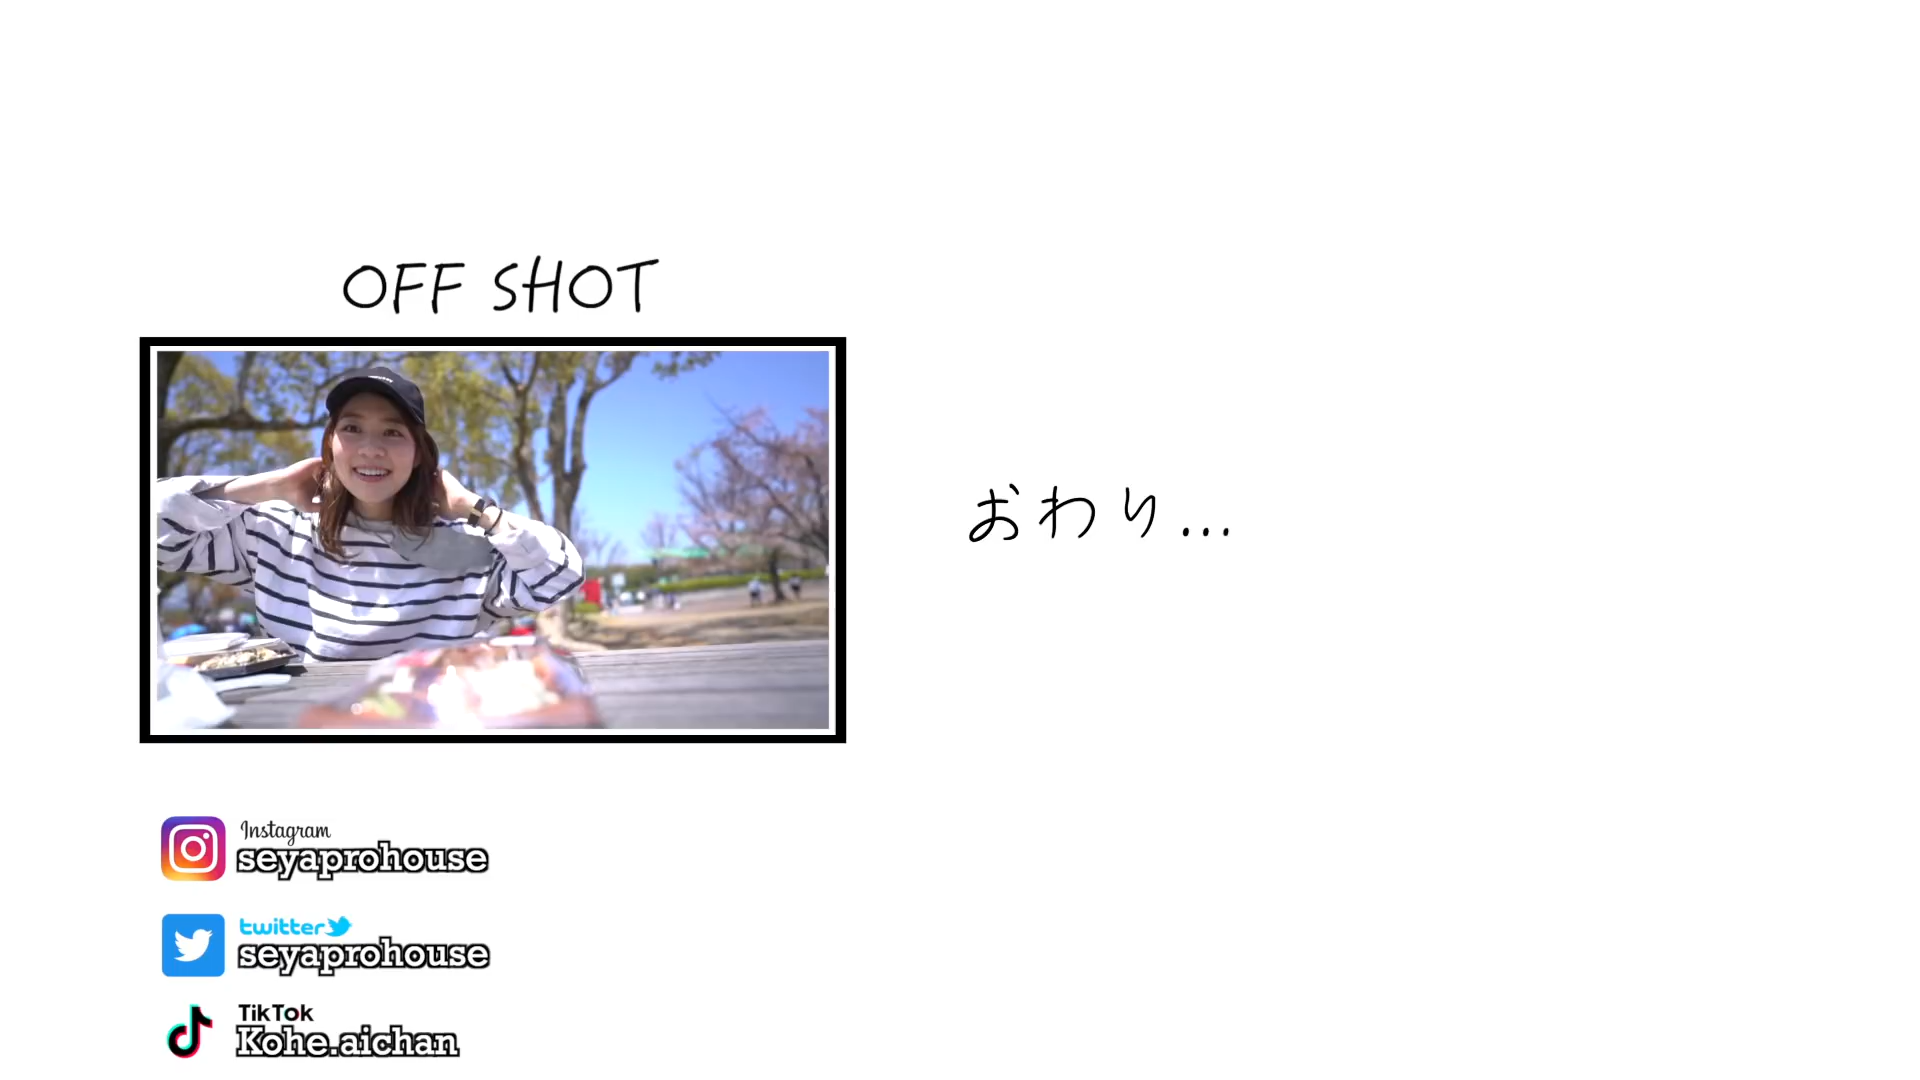 OFF SHOT
おわり...
Instagram
seyaprohouse
twitter
seyaprohouse
TikTok
Kohe.aichan